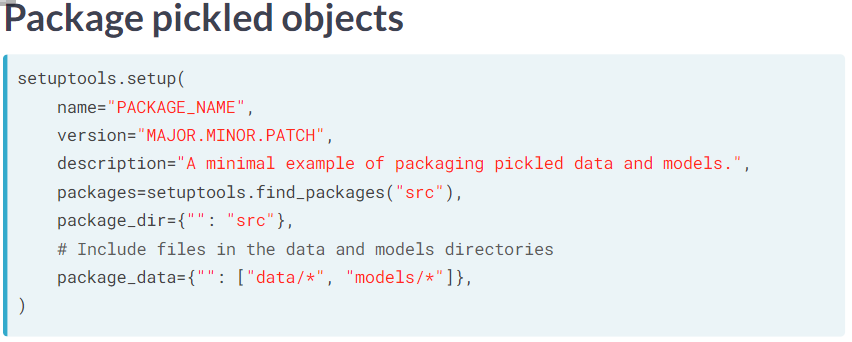 Package pickled objects
setuptools.setup(
    name="PACKAGE_NAME",
    version="MAJOR.MINOR.PATCH",
    description="A minimal example of packaging pickled data and models.",
    packages=setuptools.find_packages("src"),
    package_dir={"": "src"},
    # Include files in the data and models directories
    package_data={"": ["data/*", "models/*"]},
)